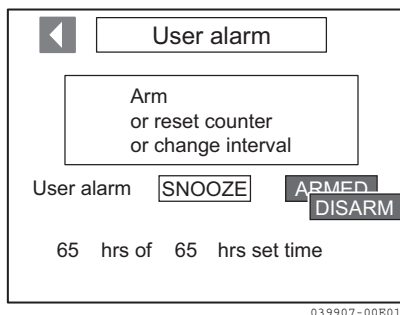 User alarm
Arm
or reset counter
or change interval
User alarm SNOOZE ARMED
DISARM
65 hrs of 65 hrs set time
039907-00E01